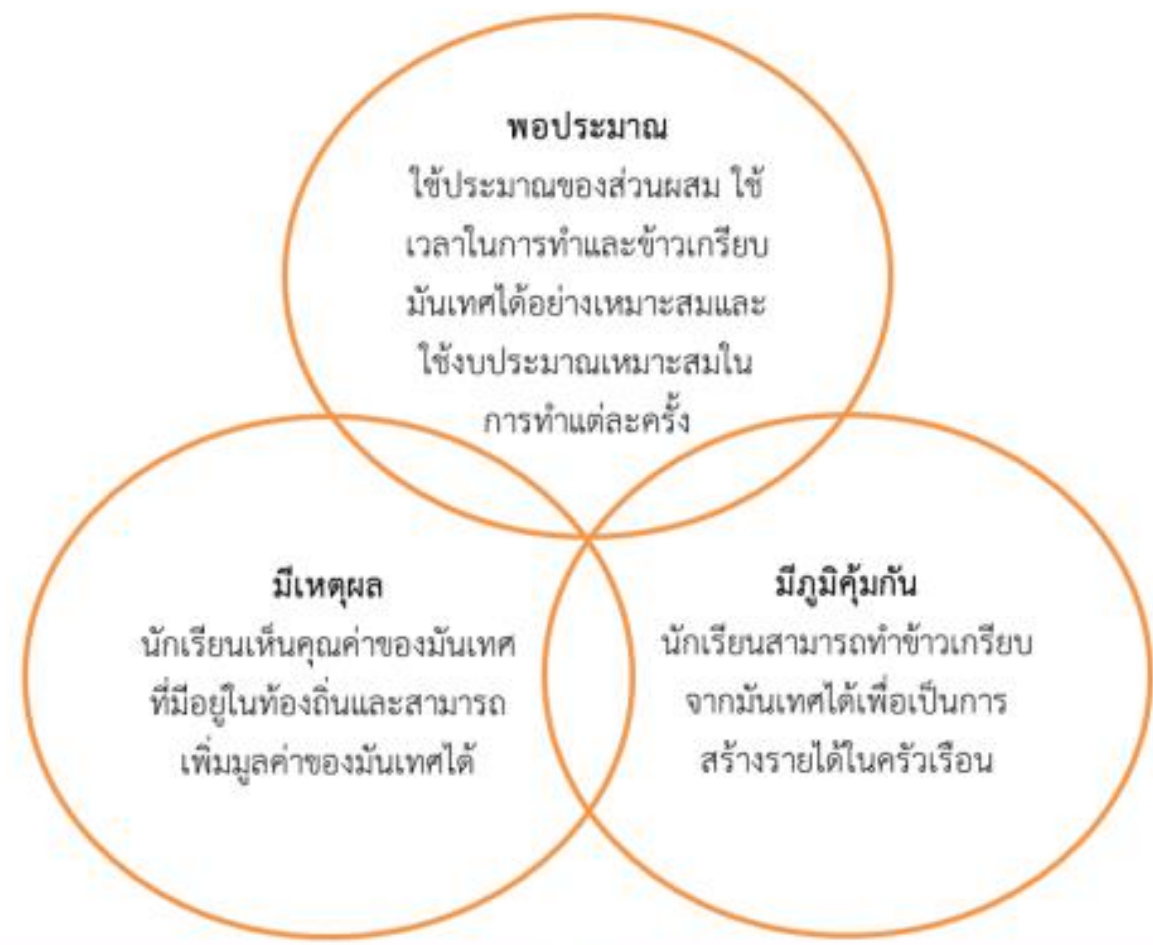 พอประมาณ
ใช้ประมาณของส่วนผสม ใช้
เวลาในการทำและข้าวเกรียบ
มันเทศได้อย่างเหมาะสมและ
ใช้งบประมาณเหมาะสมใน
การทำแต่ละครั้ง
มีเหตุผล
นักเรียนเห็นคุณค่าของมันเทศ
ที่มีอยู่ในท้องถิ่นและสามารถ
เพิ่มมูลค่าของมันเทศได้
มีภูมิคุ้มกัน
นักเรียนสามารถทำข้าวเกรียบ
จากมันเทศได้เพื่อเป็นการ
สร้างรายได้ในครัวเรือน